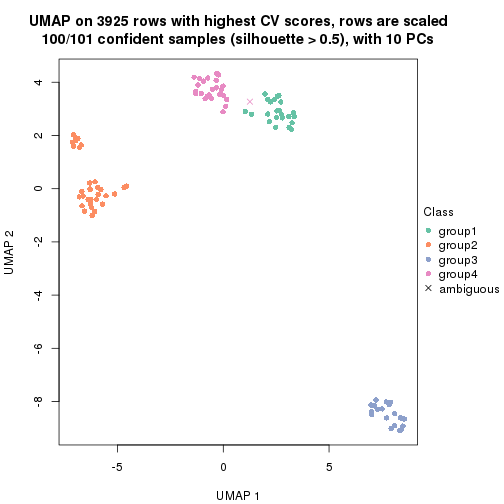 UMAP on 3925 rows with highest CV scores, rows are scaled
100/101 confident samples (silhouette > 0.5), with 10 PCs
4
2
0
-2
-4
-6
-8
UMAP 2
-5
0
5
UMAP 1
Class
group1
group2
group3
group4
ambiguous